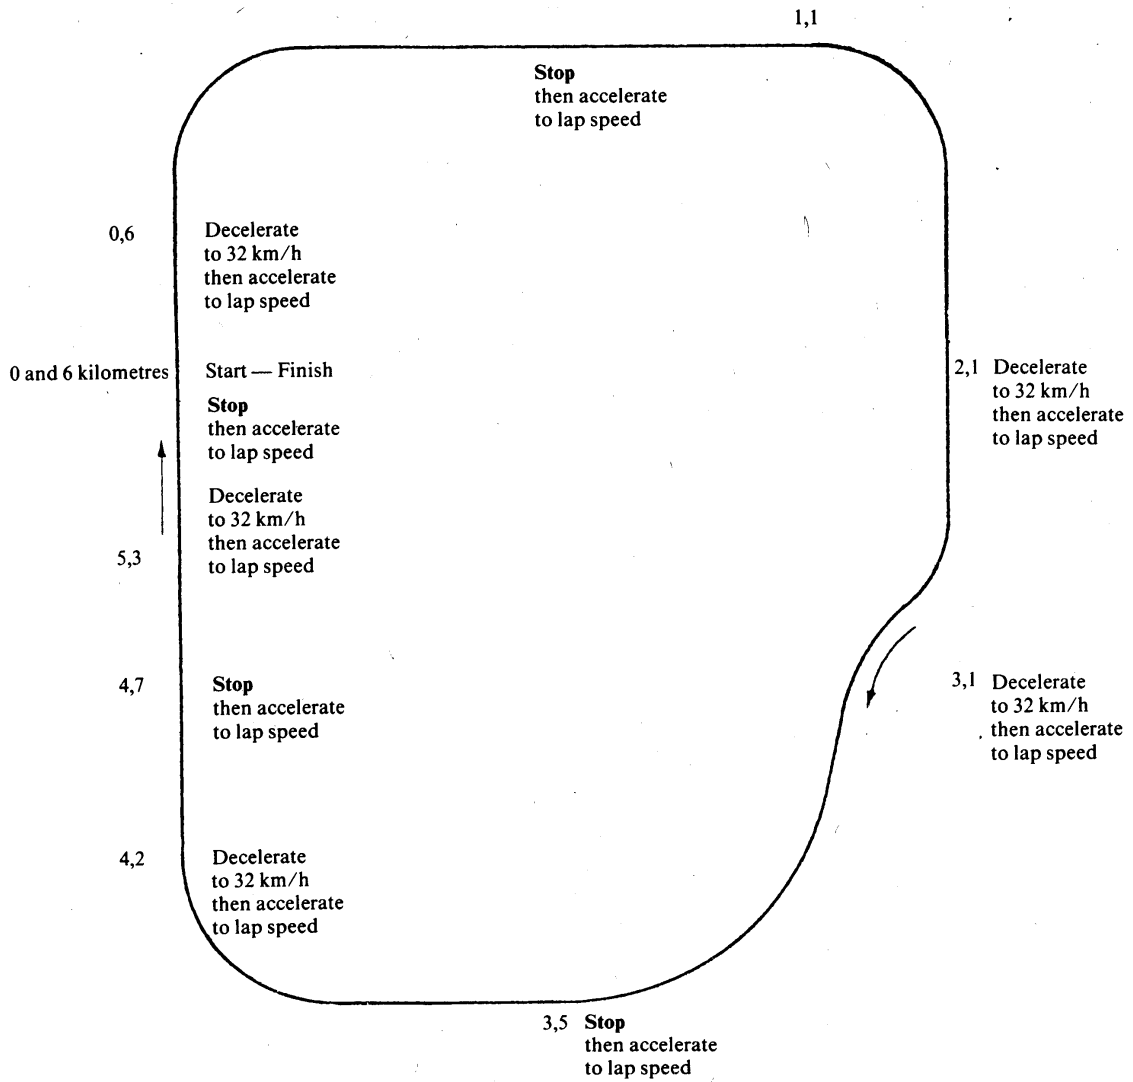 1,1
Stop
then accelerate
to lap speed
0,6
Decelerate
to 32 km/h
then accelerate
to lap speed
0 and 6 kilometres
Start — Finish
Stop
then accelerate
to lap speed
2,1
Decelerate
to 32 km/h
then accelerate
to lap speed
5,3
Decelerate
to 32 km/h
then accelerate
to lap speed
4,7
Stop
then accelerate
to lap speed
3,1
Decelerate
to 32 km/h
then accelerate
to lap speed
4,2
Decelerate
to 32 km/h
then accelerate
to lap speed
3,5
Stop
then accelerate
to lap speed